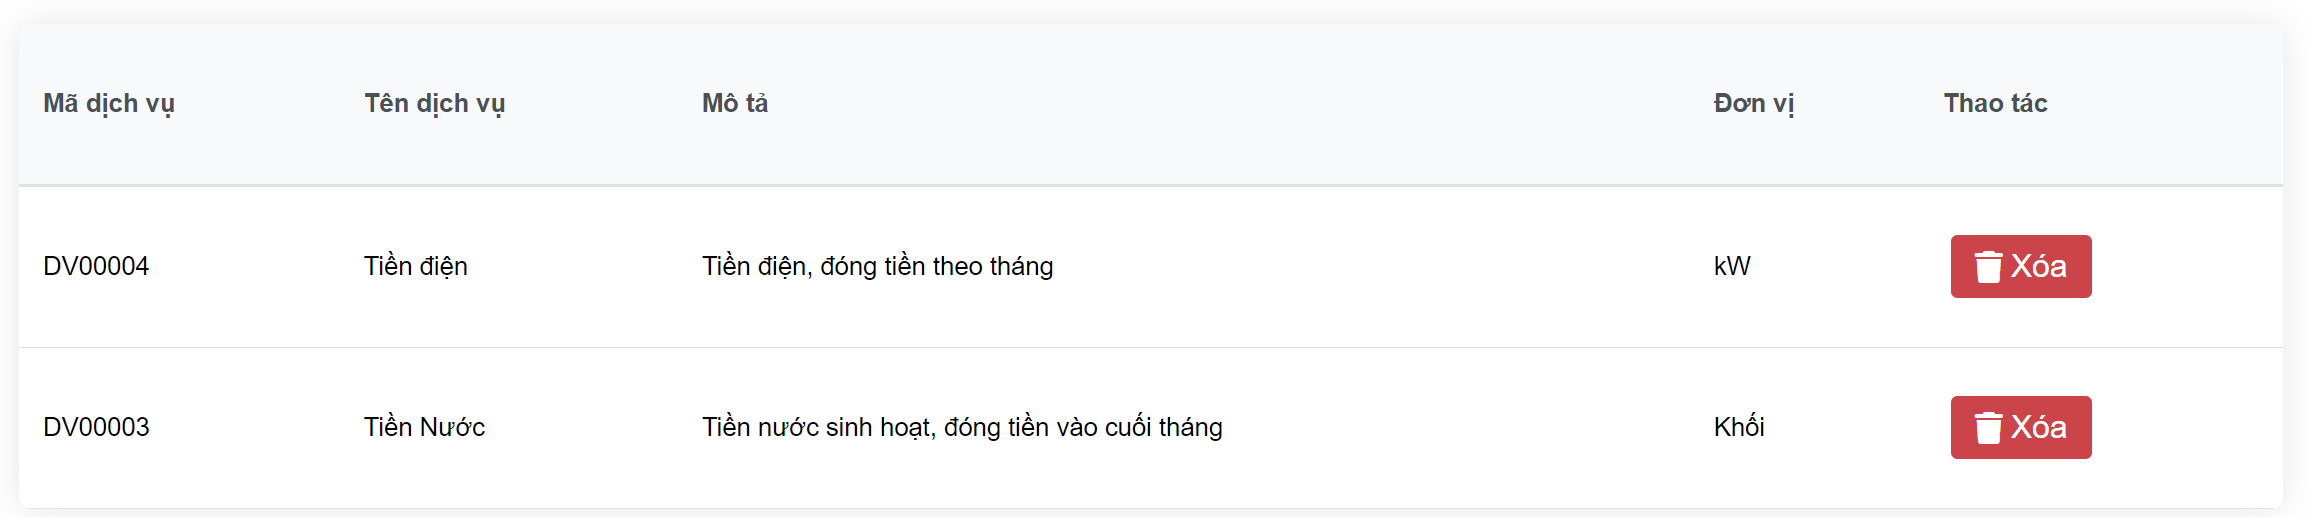 Mã dịch vụ Tên dịch vụ Mô tả Đơn vị Thao tác
DV00004 Tiền điện Tiền điện, đóng tiền theo tháng kW Xóa
DV00003 Tiền Nước Tiền nước sinh hoạt, đóng tiền vào cuối tháng Khối Xóa